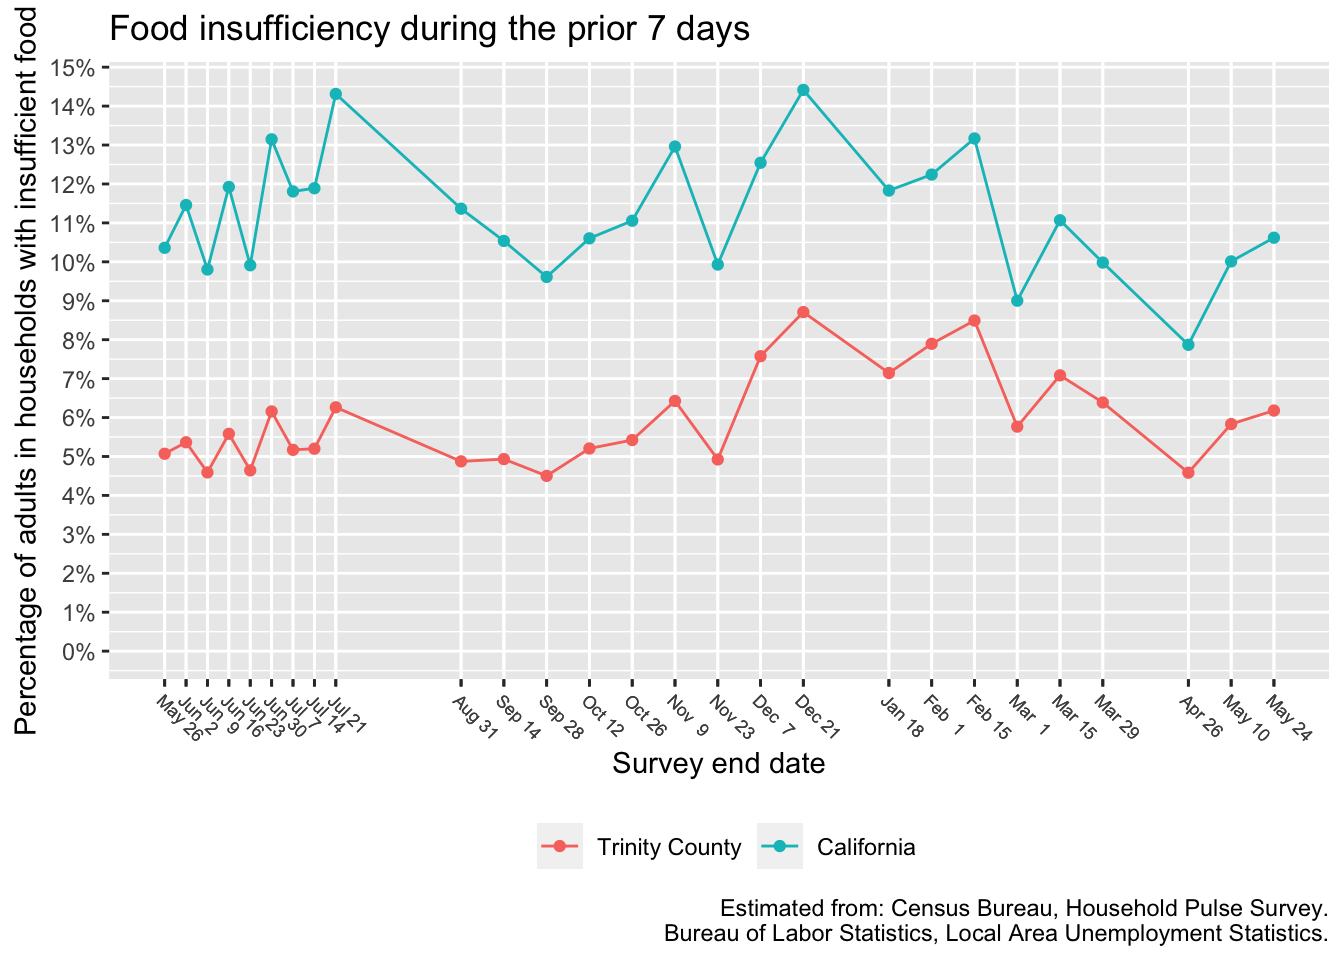 Food insufficiency during the prior 7 days
Percentage of adults in households with insufficient food
15%
14%
13%
12%
11%
10%
9%
8%
7%
6%
5%
4%
3%
2%
1%
0%
May 26
Jun 2
Jun 9
Jun 16
Jun 23
Jun 30
Jul 7
Jul 14
Jul 21
Aug 31
Sep 14
Sep 28
Oct 12
Oct 26
Nov 9
Nov 23
Dec 7
Dec 21
Jan 18
Feb 1
Feb 15
Mar 1
Mar 15
Mar 29
Apr 26
May 10
May 24
Survey end date
Trinity County
California
Estimated from: Census Bureau, Household Pulse Survey.
Bureau of Labor Statistics, Local Area Unemployment Statistics.